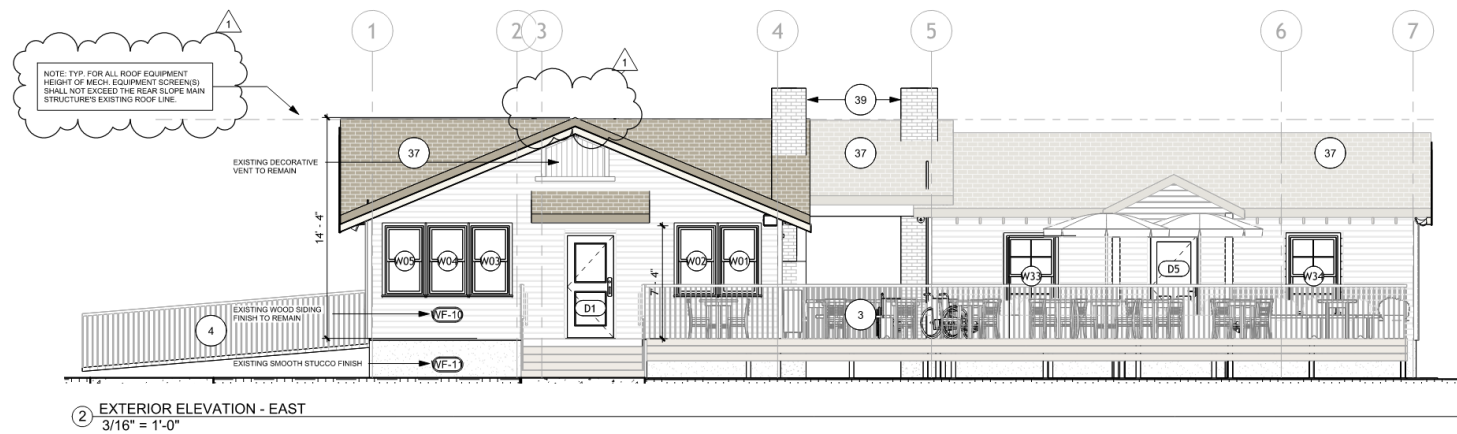 1
NOTE: TYP. FOR ALL ROOF EQUIPMENT
HEIGHT OF MECH. EQUIPMENT SCREEN(S)
SHALL NOT EXCEED THE REAR SLOPE MAIN
STRUCTURE'S EXISTING ROOF LINE.
1 2 3 4 5 6 7
1
39
37 37 37
EXISTING DECORATIVE
VENT TO REMAIN
14' - 4"
7' - 4"
W05 W04 W03 W02 W01
W33 D5 W34
D1
3
4
EXISTING WOOD SIDING
FINISH TO REMAIN
WF-10
EXISTING SMOOTH STUCCO FINISH
WF-11
2 EXTERIOR ELEVATION - EAST
3/16" = 1'-0"